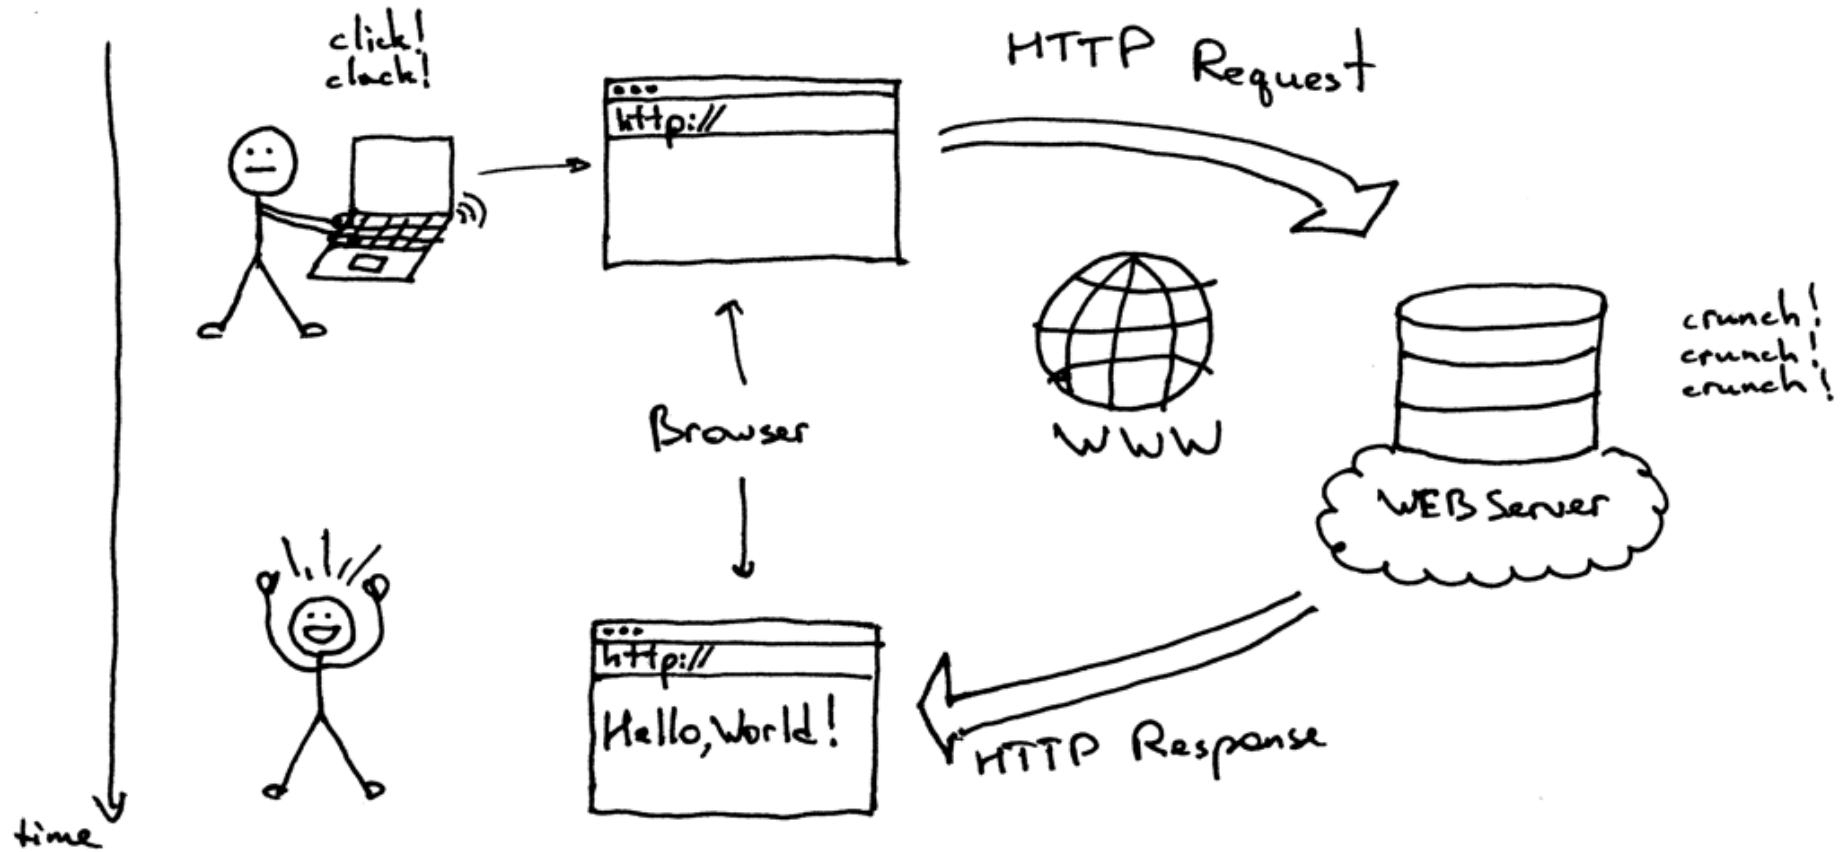 click!
clack!
http://
HTTP Request
crunch!
crunch!
crunch!
Browser
WWW
WEB Server
http://
Hello, World!
HTTP Response
time